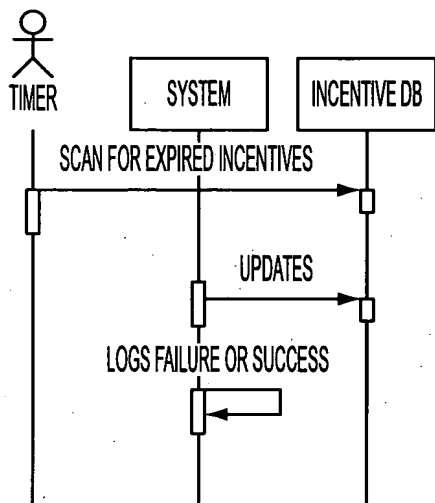 TIMER
SYSTEM
INCENTIVE DB
SCAN FOR EXPIRED INCENTIVES
UPDATES
LOGS FAILURE OR SUCCESS